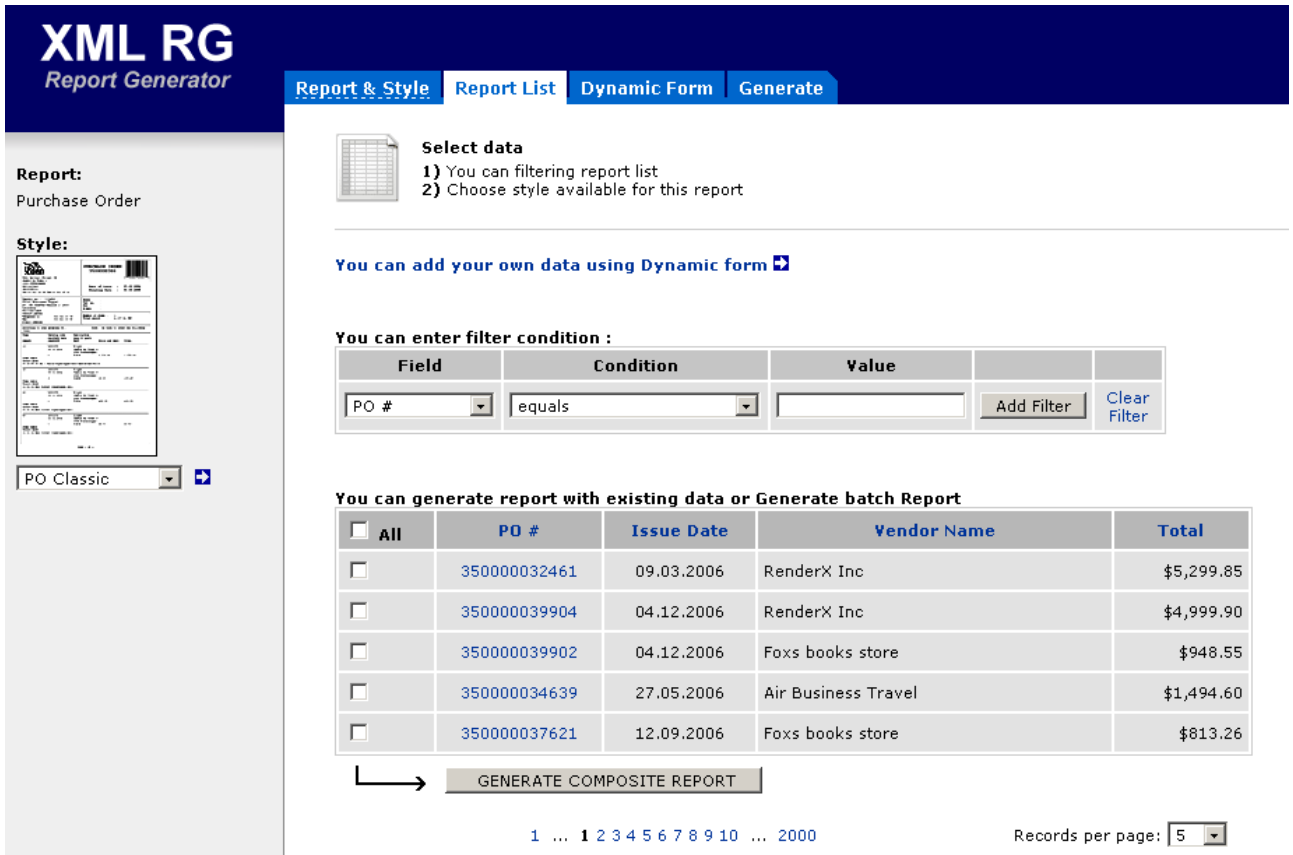 XML RG
Report Generator
Report & Style Report List Dynamic Form Generate
Select data
1) You can filtering report list
2) Choose style available for this report
Report:
Purchase Order
Style:
PO Classic
You can add your own data using Dynamic form
You can enter filter condition :
Field Condition Value
PO # equals Add Filter Clear Filter
You can generate report with existing data or Generate batch Report
All PO # Issue Date Vendor Name Total
350000032461 09.03.2006 RenderX Inc $5,299.85
350000039904 04.12.2006 RenderX Inc $4,999.90
350000039902 04.12.2006 Foxs books store $948.55
350000034639 27.05.2006 Air Business Travel $1,494.60
350000037621 12.09.2006 Foxs books store $813.26
GENERATE COMPOSITE REPORT
1 ... 1 2 3 4 5 6 7 8 9 10 ... 2000 Records per page: 5